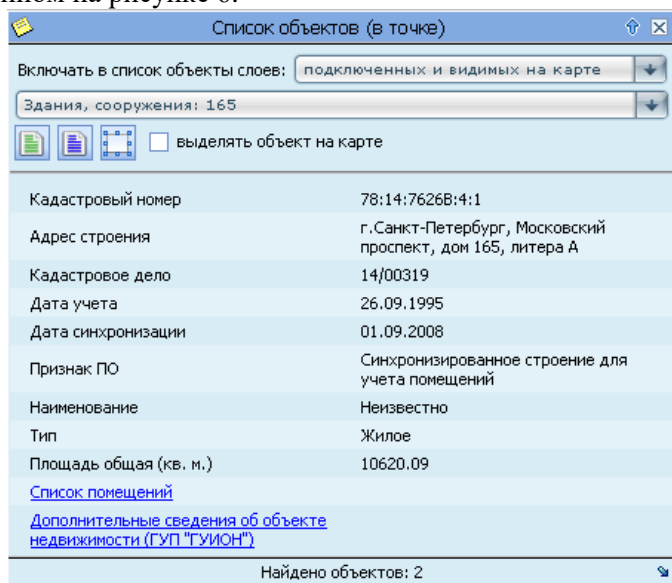 нном на рисунке 6.
Список объектов (в точке)
Включать в список объекты слоев: подключенных и видимых на карте
Здания, сооружения: 165
выделять объект на карте
Кадастровый номер 78:14:7626В:4:1
Адрес строения г.Санкт-Петербург, Московский
проспект, дом 165, литера А
Кадастровое дело 14/00319
Дата учета 26.09.1995
Дата синхронизации 01.09.2008
Признак ПО Синхронизированное строение для
учета помещений
Наименование Неизвестно
Тип Жилое
Площадь общая (кв. м.) 10620.09
Список помещений
Дополнительные сведения об объекте
недвижимости (ГУП "ГУИОН")
Найдено объектов: 2